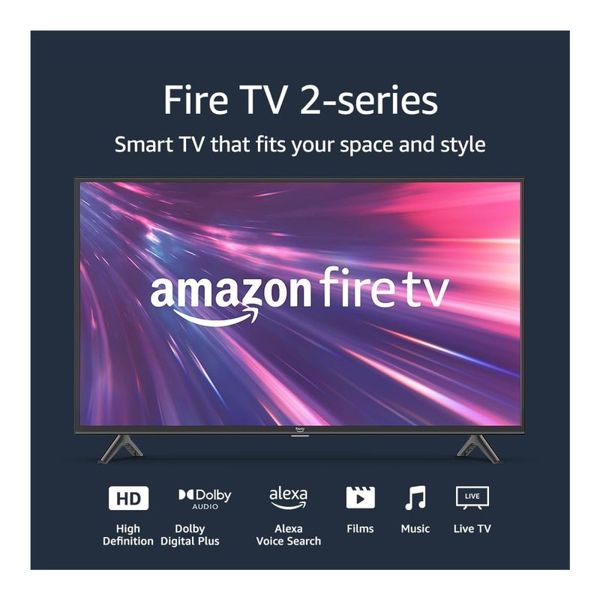 Fire TV 2-series
Smart TV that fits your space and style
amazon fire tv
HD
Dolby
AUDIO
alexa
LIVE
High
Definition
Dolby
Digital Plus
Alexa
Voice Search
Films
Music
Live TV